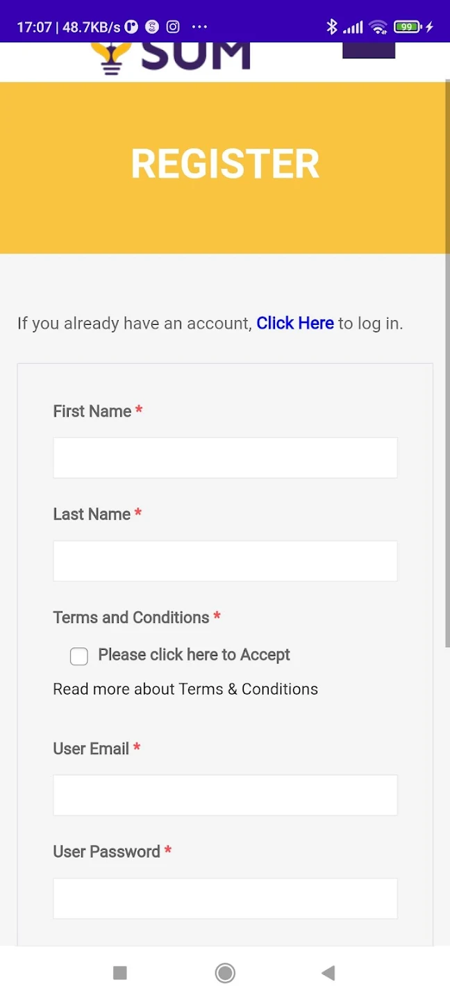 17:07 | 48.7KB/s
99
SUM
REGISTER
If you already have an account, Click Here to log in.
First Name *
Last Name *
Terms and Conditions *
Please click here to Accept
Read more about Terms & Conditions
User Email *
User Password *